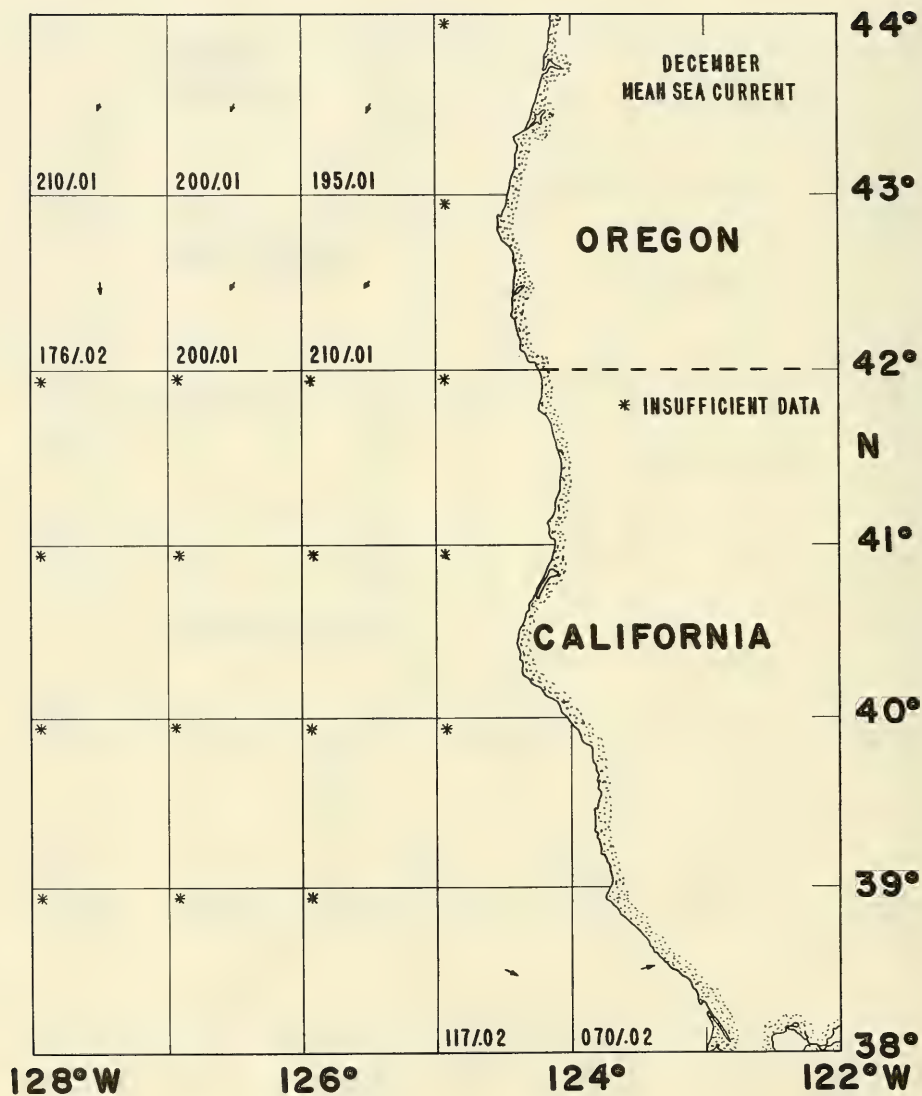 44°
*
DECEMBER
MEAN SEA CURRENT
210/.01 200/.01 195/.01
43°
*
OREGON
176/.02 200/.01 210/.01
42°
* * * *
* INSUFFICIENT DATA
N
41°
* * * *
CALIFORNIA
40°
* * * *
39°
* * *
117/.02 070/.02
38°
128°W 126° 124° 122°W